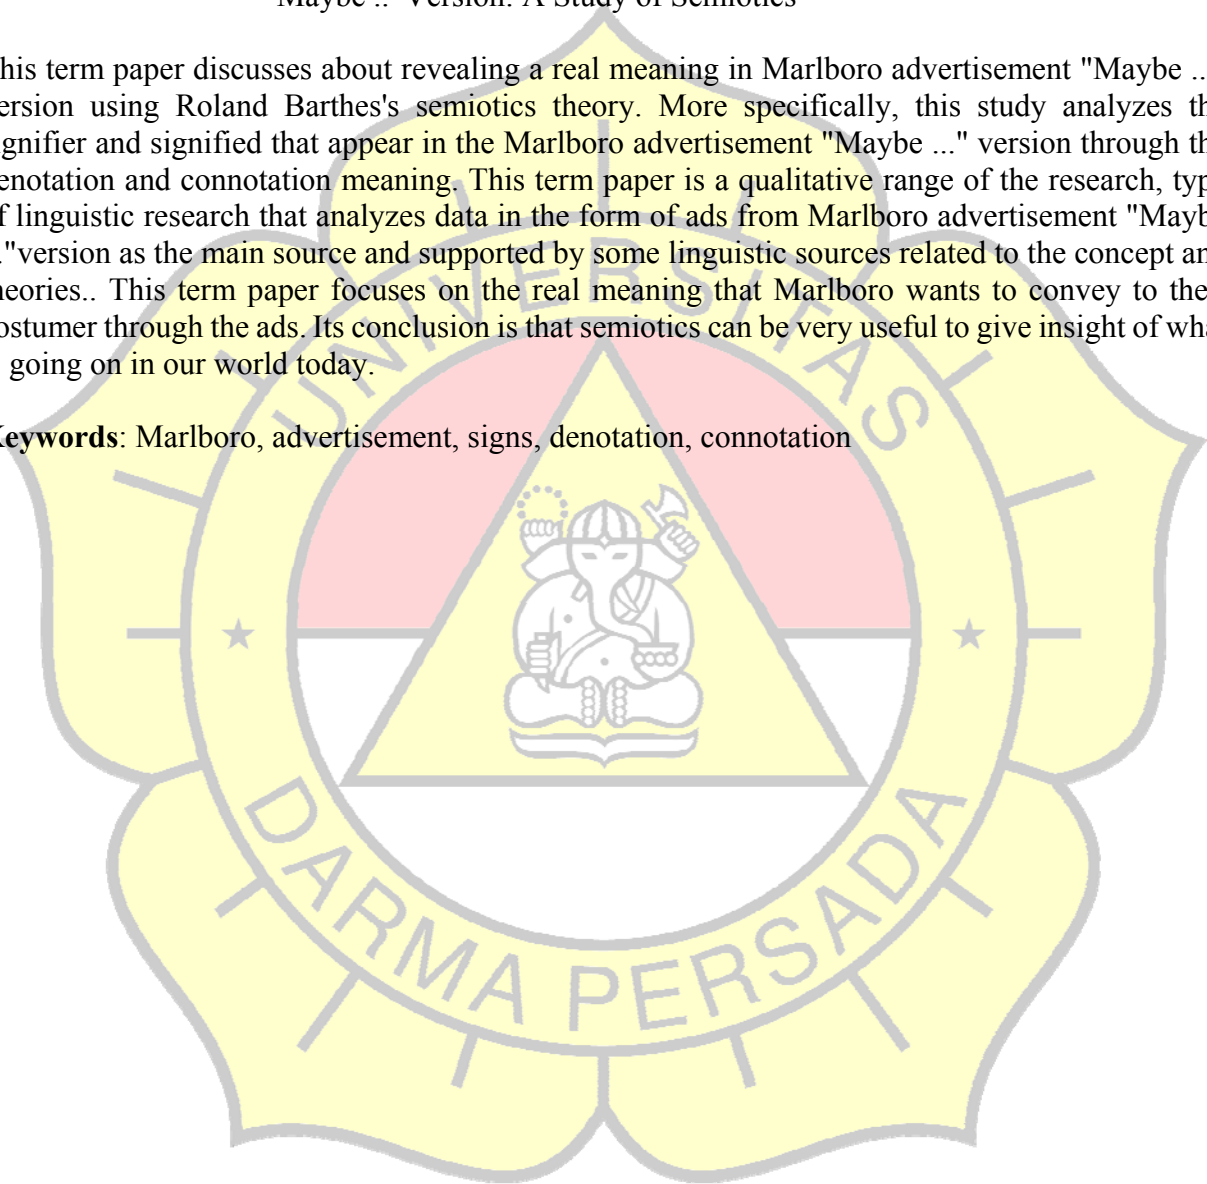 "Maybe .." Version: A Study of Semiotics
his term paper discusses about revealing a real meaning in Marlboro advertisement "Maybe ..
ersion using Roland Barthes's semiotics theory. More specifically, this study analyzes th
ignifier and signified that appear in the Marlboro advertisement "Maybe ..." version through th
enotation and connotation meaning. This term paper is a qualitative range of the research, typ
f linguistic research that analyzes data in the form of ads from Marlboro advertisement "Mayb
."version as the main source and supported by some linguistic sources related to the concept an
heories.. This term paper focuses on the real meaning that Marlboro wants to convey to the
ostumer through the ads. Its conclusion is that semiotics can be very useful to give insight of wha
going on in our world today.
Keywords: Marlboro, advertisement, signs, denotation, connotation
UNIVERSITAS
DARMA PERSADA